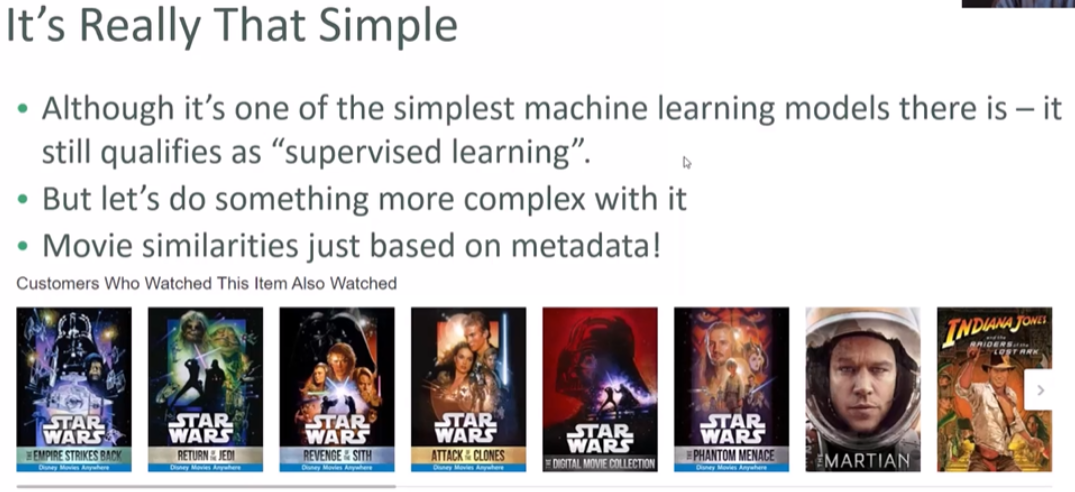 It's Really That Simple
• Although it's one of the simplest machine learning models there is – it
still qualifies as "supervised learning".
• But let's do something more complex with it
• Movie similarities just based on metadata!
Customers Who Watched This Item Also Watched
STAR WARS
THE EMPIRE STRIKES BACK
Disney Movies Anywhere
STAR WARS
RETURN OF THE JEDI
Disney Movies Anywhere
STAR WARS
REVENGE OF THE SITH
Disney Movies Anywhere
STAR WARS
ATTACK OF THE CLONES
Disney Movies Anywhere
STAR WARS
THE DIGITAL MOVIE COLLECTION
STAR WARS
THE PHANTOM MENACE
Disney Movies Anywhere
THE MARTIAN
INDIANA JONES
and the
RAIDERS of the
LOST ARK